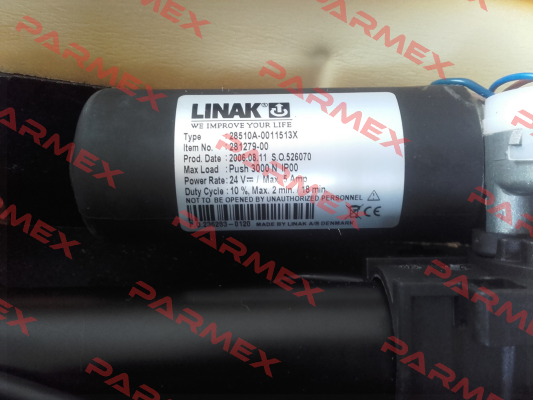 LINAK®
WE IMPROVE YOUR LIFE
Type : 28510A-0011513X
Item No. : 281279-00
Prod. Date : 2006.08.11 S.O.526070
Max Load : Push 3000 N IP00
Power Rate : 24 V⎓ / Max. Amp
Duty Cycle : 10 %, Max. 2 min. / 18 min.
NOT TO BE OPENED BY UNAUTHORIZED PERSONNEL
CE
-0120 MADE BY LINAK A/S DENMARK
PARMEX
PARMEX
PARMEX
PARMEX
PARMEX
PARMEX
PARMEX
PARMEX